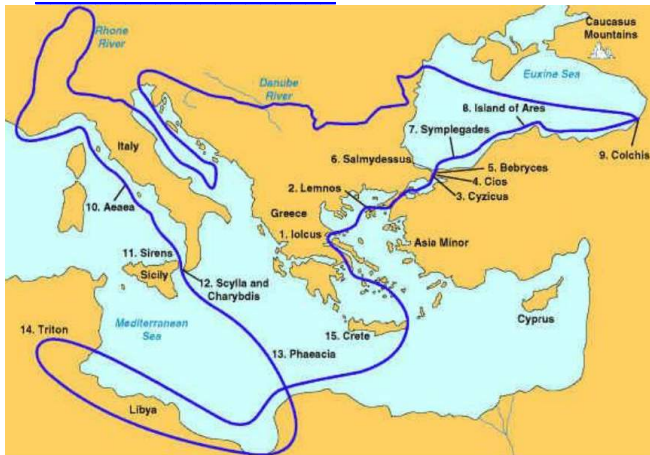 Rhone
River
Caucasus
Mountains
Euxine Sea
Danube
River
8. Island of Ares
7. Symplegades
Italy
6. Salmydessus
5. Bebryces
9. Colchis
4. Cios
2. Lemnos
3. Cyzicus
10. Aeaea
Greece
1. Iolcus
Asia Minor
11. Sirens
Sicily
12. Scylla and
Charybdis
Cyprus
Mediterranean
Sea
14. Triton
15. Crete
13. Phaeacia
Libya